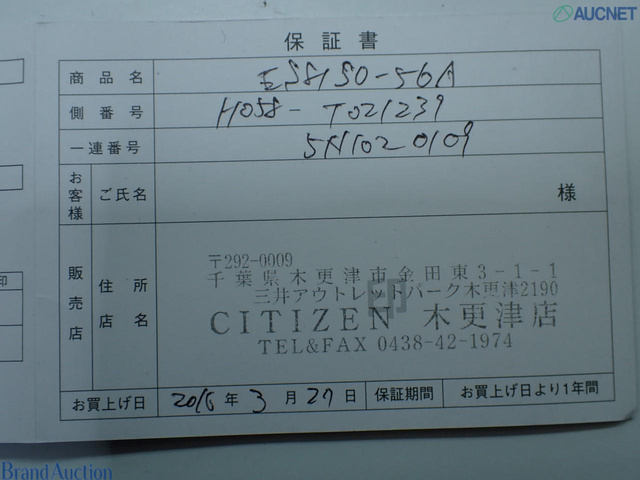 AUCNET
保証書
商品名 ES8150-56A
側番号 H058-T021239
一連番号 5N1020109
お客様 ご氏名 様
販売店 住所 店名
〒292-0009
千葉県木更津市金田東3-1-1
三井アウトレットパーク木更津2190
CITIZEN 木更津店
TEL&FAX 0438-42-1974
印
お買上げ日 2016年3月27日 保証期間 お買上げ日より1年間
Brand Auction